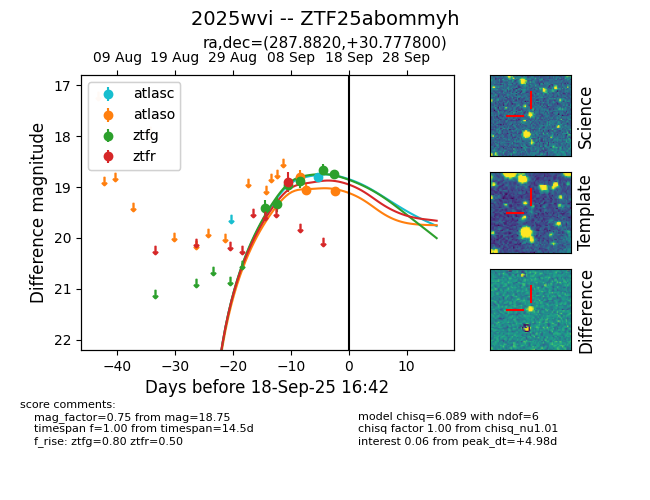 2025wvi -- ZTF25abommyh
ra,dec=(287.8820,+30.777800)
09 Aug 19 Aug 29 Aug 08 Sep 18 Sep 28 Sep
17
18
19
20
21
22
Difference magnitude
atlasc
atlaso
ztfg
ztfr
−40 −30 −20 −10 0 10
Days before 18-Sep-25 16:42
Science
Template
Difference
score comments:
mag_factor=0.75 from mag=18.75
timespan f=1.00 from timespan=14.5d
f_rise: ztfg=0.80 ztfr=0.50
model chisq=6.089 with ndof=6
chisq factor 1.00 from chisq_nu1.01
interest 0.06 from peak_dt=+4.98d